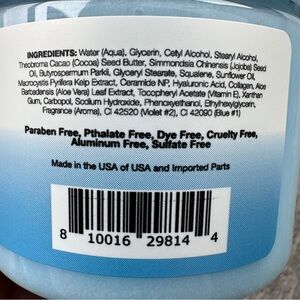 INGREDIENTS: Water (Aqua), Glycerin, Cetyl Alcohol, Stearyl Alcohol,
Theobroma Cacao (Cocoa) Seed Butter, Simmondsia Chinensis (Jojoba) Seed
Oil, Butyrospermum Parkii, Glyceryl Stearate, Squalene, Sunflower Oil,
Macrocystis Pyrifera Kelp Extract, Ceramide NP, Hyaluronic Acid, Collagen, Aloe
Barbadensis (Aloe Vera) Leaf Extract, Tocopheryl Acetate (Vitamin E), Xanthan
Gum, Carbopol, Sodium Hydroxide, Phenoxyethanol, Ethylhexylglycerin,
Fragrance (Aroma), CI 42520 (Violet #2), CI 42090 (Blue #1)
Paraben Free, Pthalate Free, Dye Free, Cruelty Free,
Aluminum Free, Sulfate Free
Made in the USA of USA and Imported Parts
8 10016 29814 4